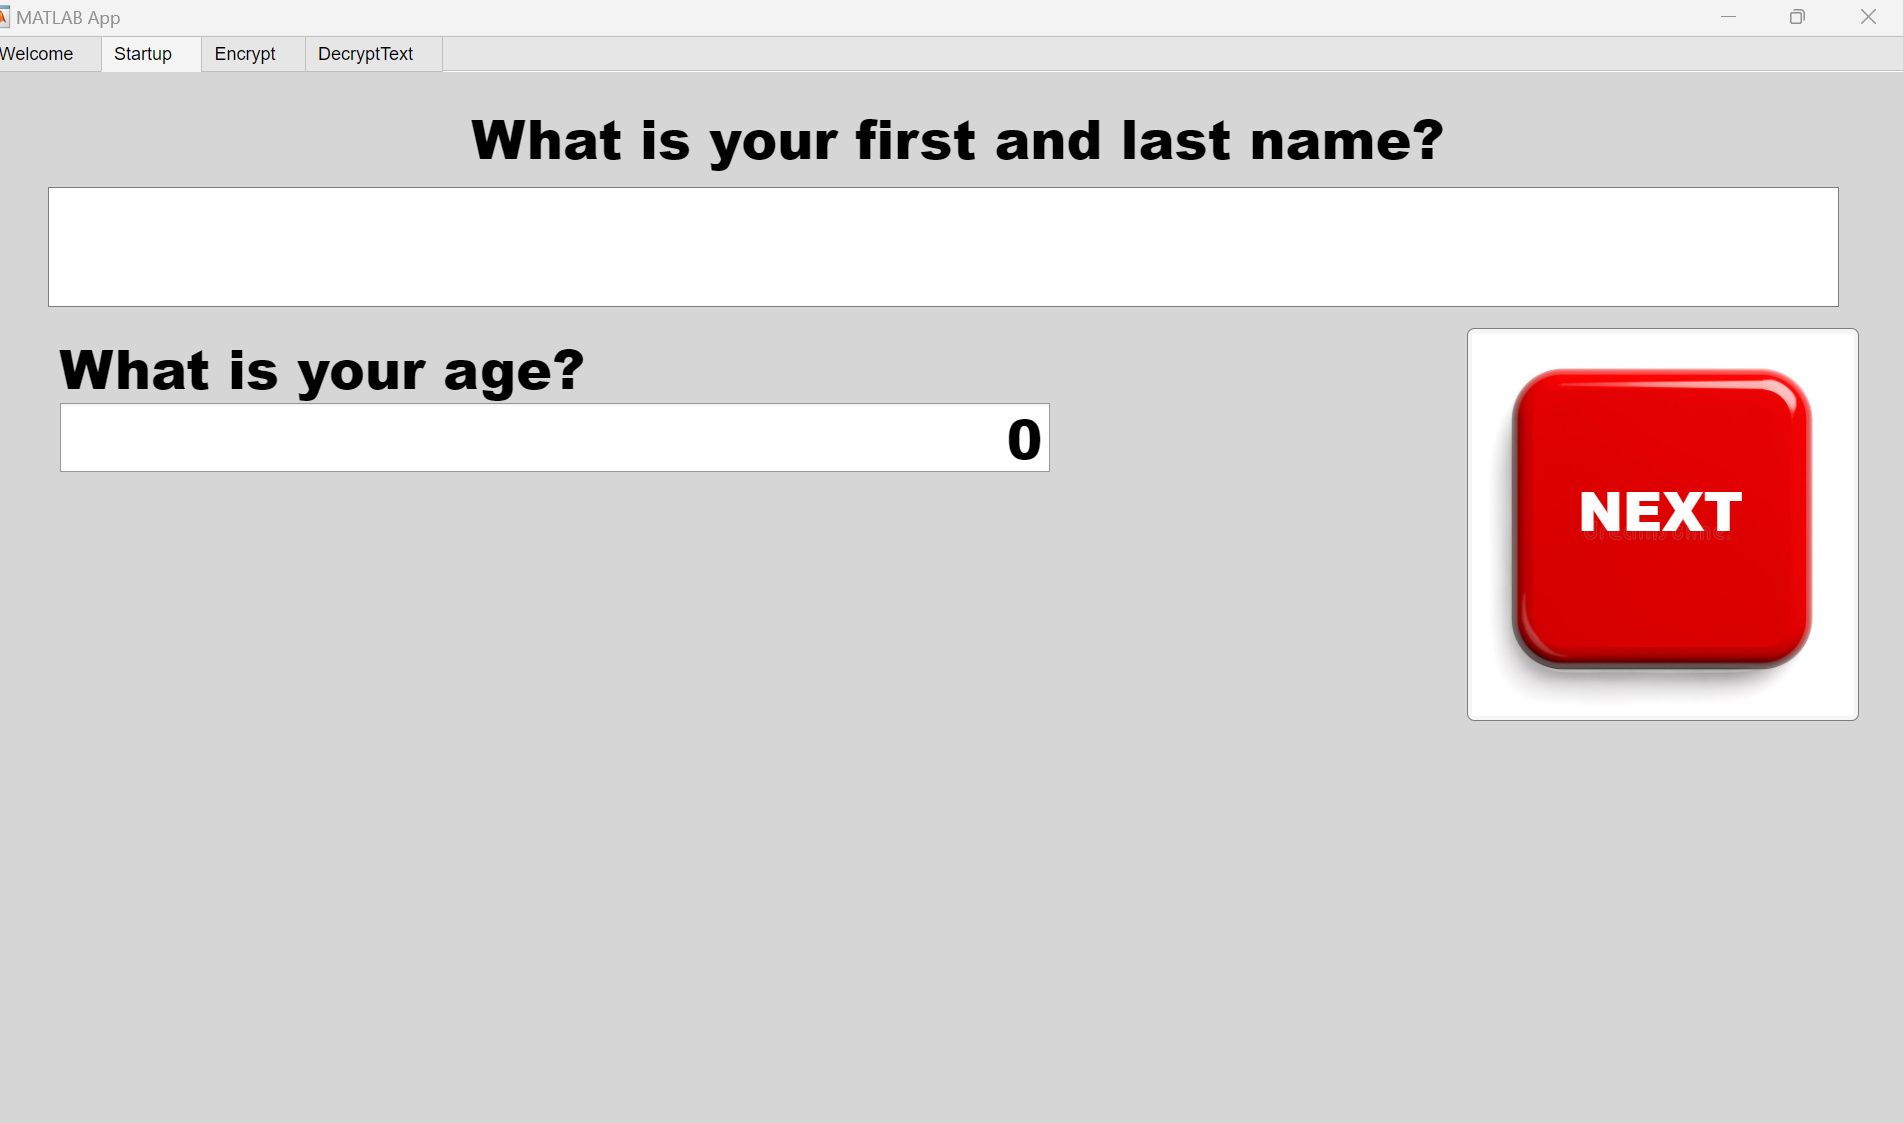 MATLAB App
Welcome Startup Encrypt DecryptText
What is your first and last name?
What is your age?
0
NEXT